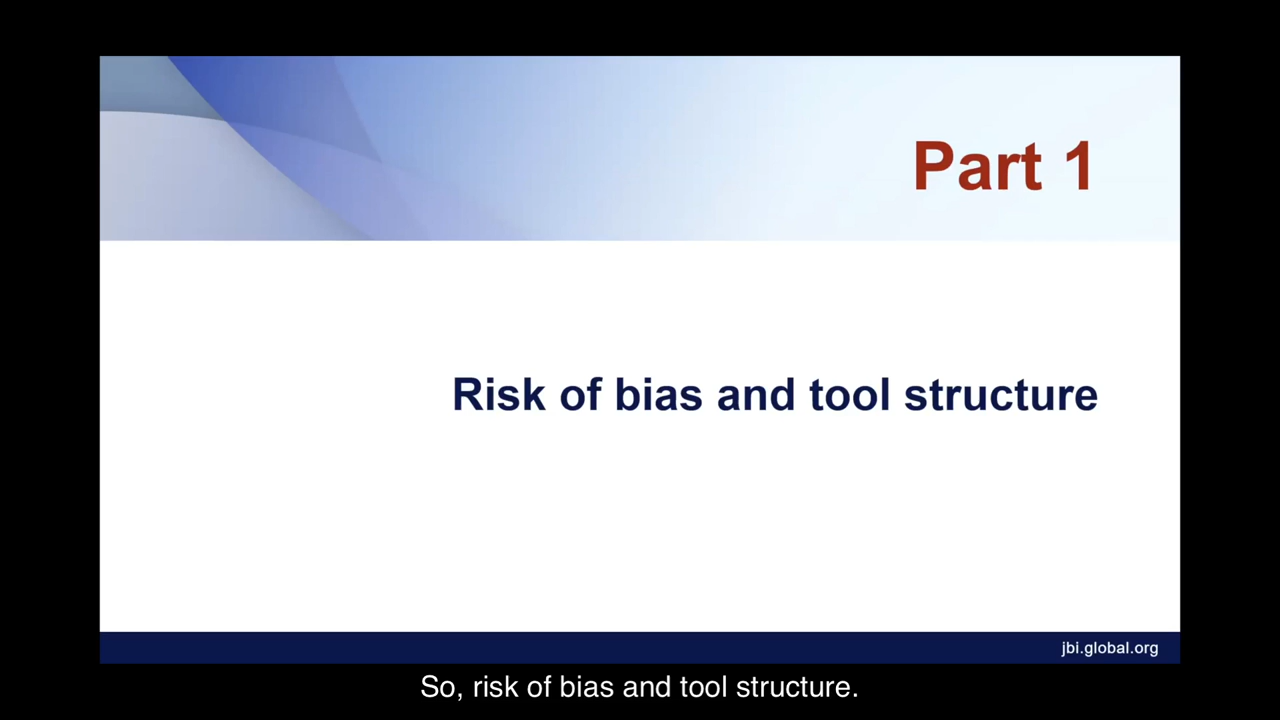 Part 1
Risk of bias and tool structure
jbi.global.org
So, risk of bias and tool structure.